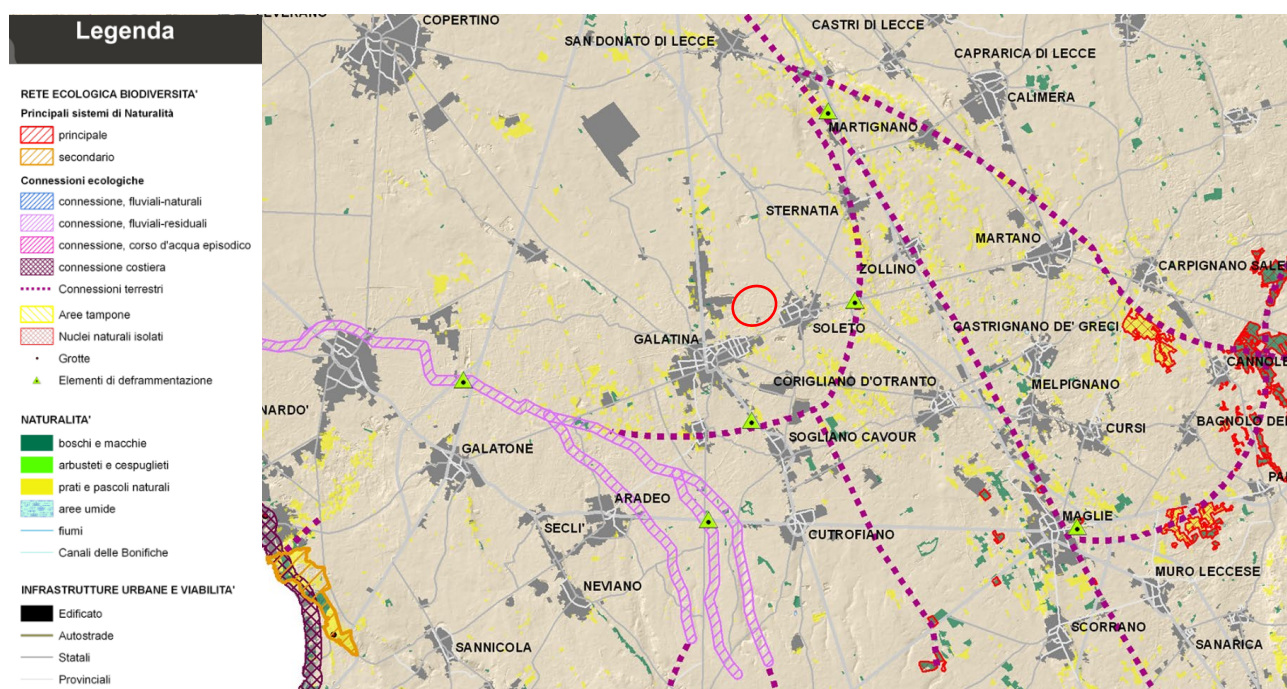 Legenda
RETE ECOLOGICA BIODIVERSITA'
Principali sistemi di Naturalità
principale
secondario
Connessioni ecologiche
connessione, fluviali-naturali
connessione, fluviali-residuali
connessione, corso d'acqua episodico
connessione costiera
Connessioni terrestri
Aree tampone
Nuclei naturali isolati
Grotte
Elementi di deframmentazione
NATURALITA'
boschi e macchie
arbusteti e cespuglieti
prati e pascoli naturali
aree umide
fiumi
Canali delle Bonifiche
INFRASTRUTTURE URBANE E VIABILITA'
Edificato
Autostrade
Statali
Provinciali
COPERTINO
SAN DONATO DI LECCE
CASTRI DI LECCE
CAPRARICA DI LECCE
CALIMERA
MARTIGNANO
STERNATIA
MARTANO
ZOLLINO
CARPIGNANO SALE
SOLETO
CASTRIGNANO DE' GRECI
GALATINA
CANNOLE
CORIGLIANO D'OTRANTO
MELPIGNANO
NARDO'
CURSI
BAGNOLO DEL
SOGLIANO CAVOUR
GALATONE
ARADEO
MAGLIE
SECLI'
CUTROFIANO
MURO LECCESE
NEVIANO
SCORRANO
SANARICA
SANNICOLA